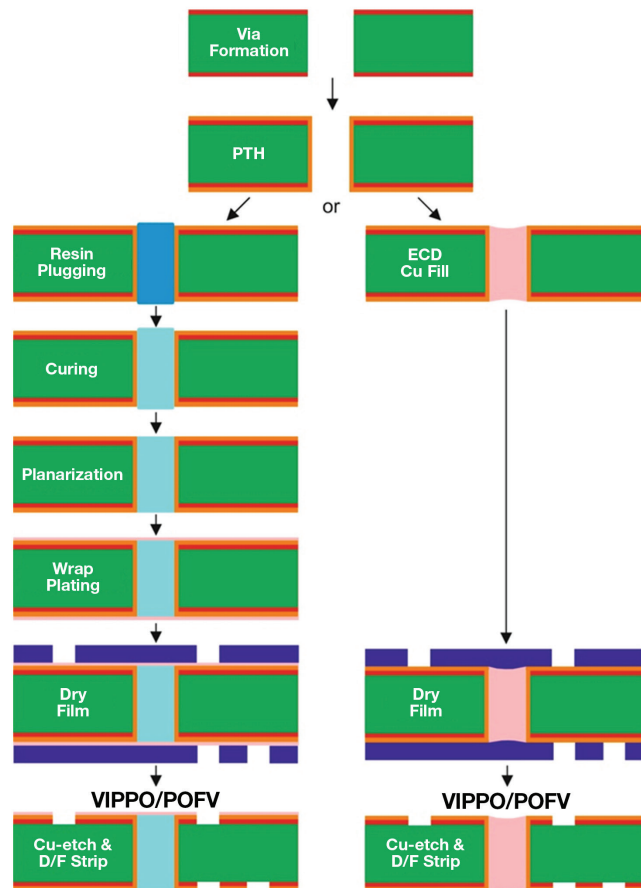 Via
Formation
PTH
or
Resin
Plugging
ECD
Cu Fill
Curing
Planarization
Wrap
Plating
Dry
Film
Dry
Film
VIPPO/POFV
VIPPO/POFV
Cu-etch &
D/F Strip
Cu-etch &
D/F Strip